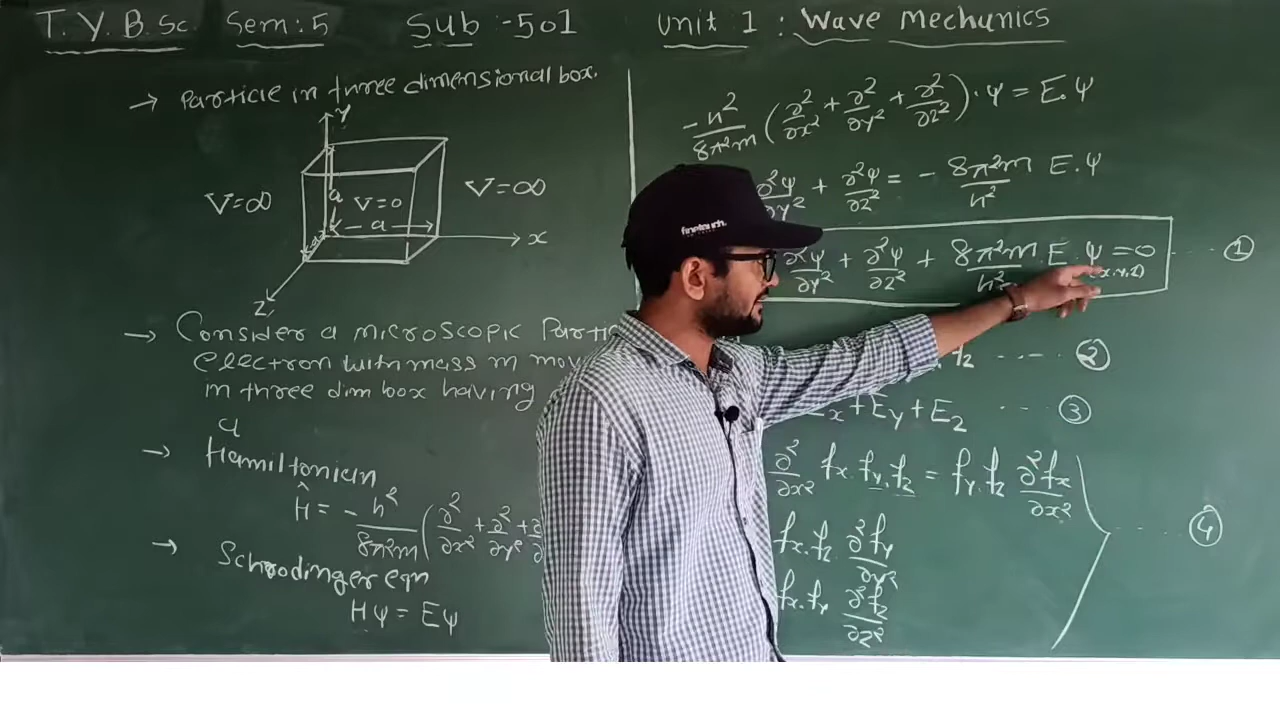 T.Y.B.Sc. Sem:5 Sub:-501 Unit 1 : Wave Mechanics
→ Particle in three dimensional box.
Y
V=∞
a
V=0
a
V=∞
X
Z
→ Consider a microscopic
electron with mass m
in three dim box having
a
→ Hamiltonian
Ĥ = -h²/8π²m (∂²/∂x² + ∂²/∂y² +
→ Schrodinger eqn
Hψ = Eψ
-h²/8π²m (∂²/∂x² + ∂²/∂y² + ∂²/∂z²)·ψ = E.ψ
∂²ψ/∂y² + ∂²ψ/∂z² = - 8π²m/h² E.ψ
∂²ψ/∂y² + ∂²ψ/∂z² + 8π²m/h² E.ψ(x,y,z) = 0 ... ①
fz ..... ②
+ Ey + Ez ... ③
∂²/∂x² fx.fy.fz = fy.fz ∂²fx/∂x²
fx.fz ∂²fy/∂y² ... ④
fx.fy ∂²fz/∂z²
finetouch.